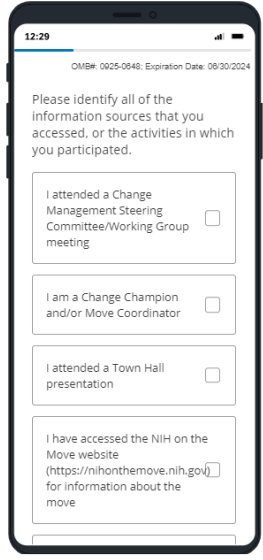 12:29
OMB#: 0925-0648; Expiration Date: 06/30/2024
Please identify all of the
information sources that you
accessed, or the activities in which
you participated.
I attended a Change
Management Steering
Committee/Working Group
meeting
I am a Change Champion
and/or Move Coordinator
I attended a Town Hall
presentation
I have accessed the NIH on the
Move website
(https://nihonthemove.nih.gov)
for information about the
move